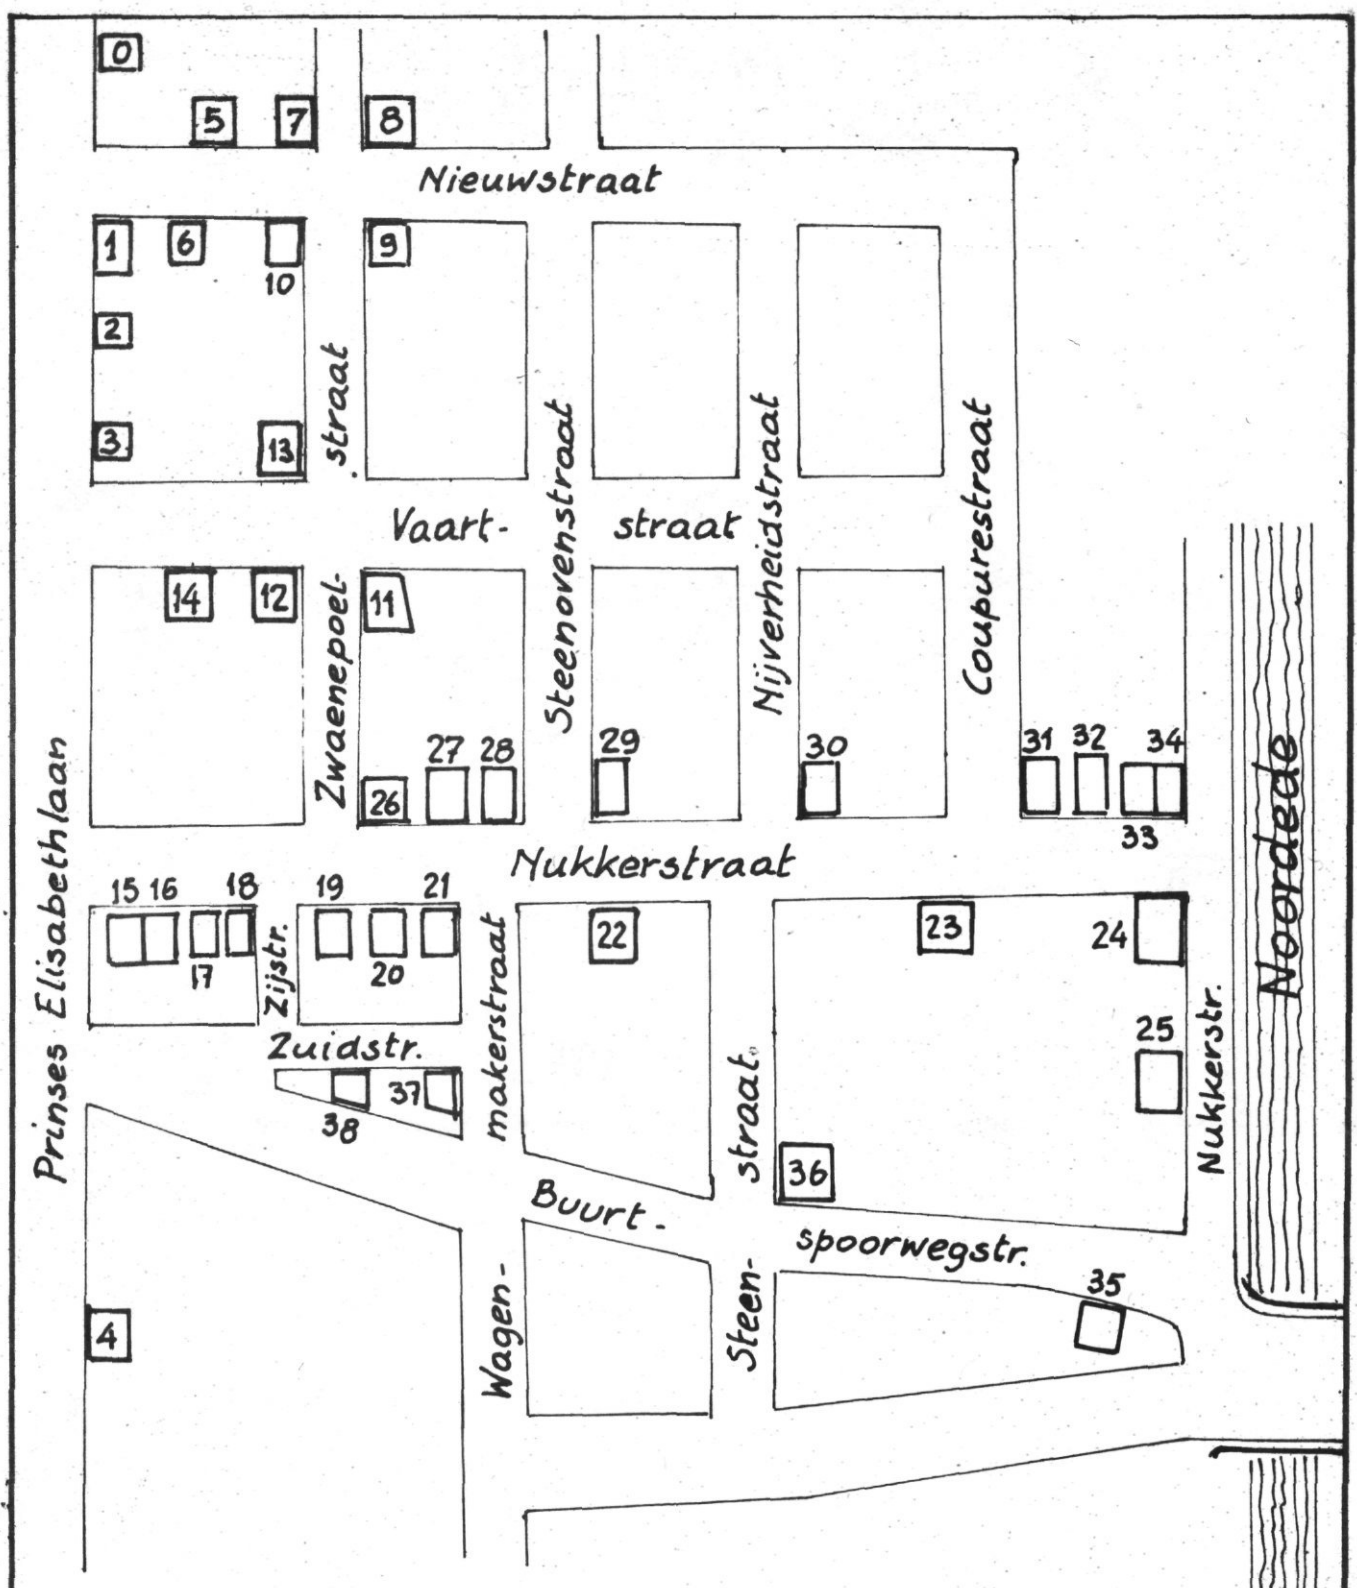 0
5
7
8
Nieuwstraat
1
6
10
9
2
3
13
Zwaenepoel-
straat
Vaart-
straat
Steenovenstraat
Nijverheidstraat
Coupurestraat
14
12
11
27
28
26
29
30
31
32
34
33
Nukkerstraat
Prinses Elisabethlaan
15
16
18
17
19
21
20
Zijstr.
Zuidstr.
37
38
Wagen-
makerstraat
22
23
24
25
Nukkerstr.
Noordede
Steen-
straat
36
Buurt-
spoorwegstr.
35
4